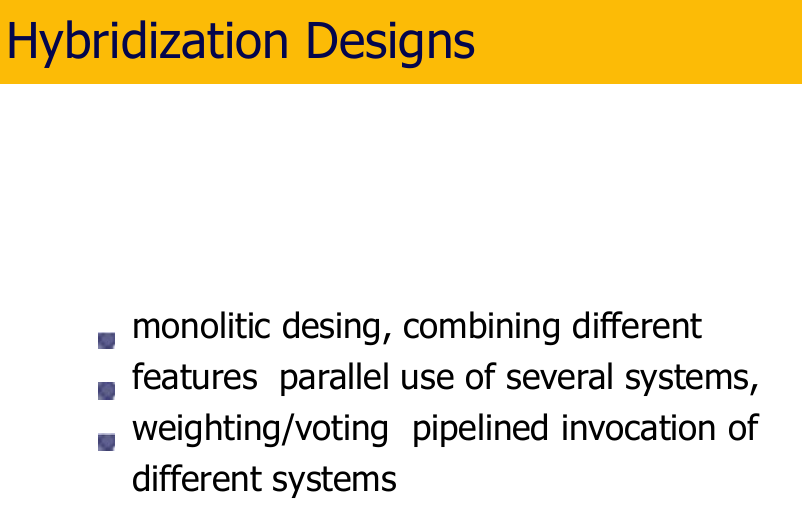 Hybridization Designs
monolitic desing, combining different
features parallel use of several systems,
weighting/voting pipelined invocation of
different systems